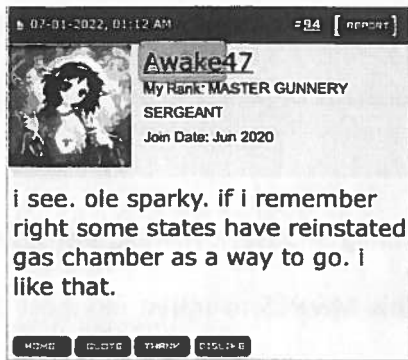 07-01-2022, 01:12 AM
#94 [REPORT]
Awake47
My Rank: MASTER GUNNERY
SERGEANT
Join Date: Jun 2020
i see. ole sparky. if i remember
right some states have reinstated
gas chamber as a way to go. i
like that.
HOME QUOTE THANK DISLIKE